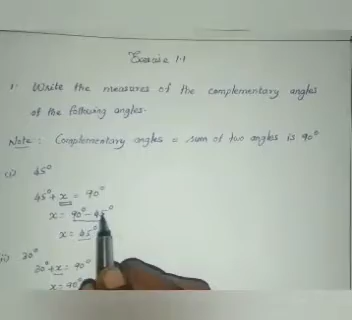 Exercise 1.1
1. Write the measures of the complementary angles
of the following angles.
Note: Complementary angles = sum of two angles is 90°
(i) 45°
45° + x = 90°
x = 90° - 45°
x = 45°
ii) 30°
30° + x = 90°
x = 90°